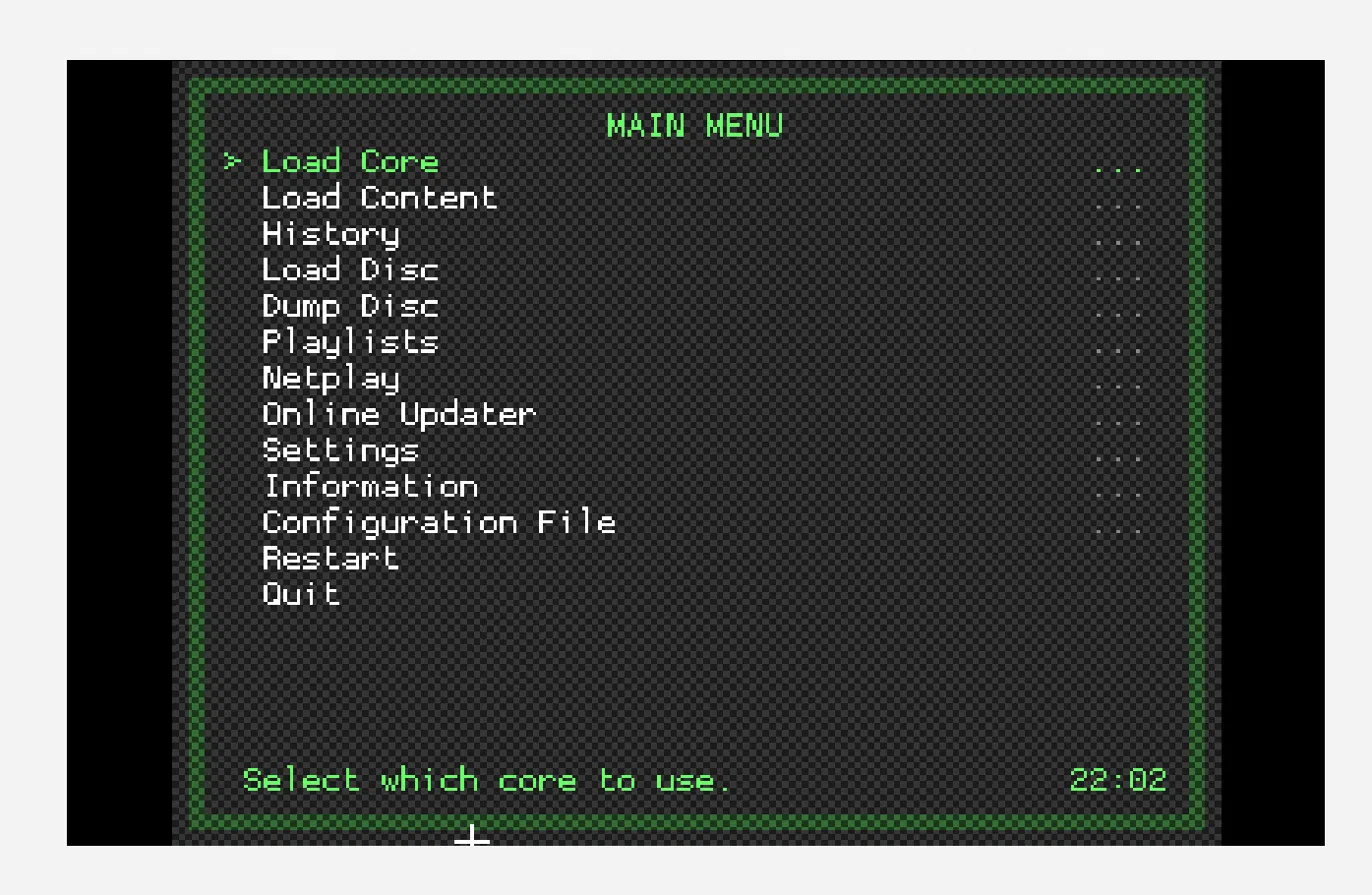 MAIN MENU
> Load Core ...
Load Content ...
History ...
Load Disc ...
Dump Disc ...
Playlists ...
Netplay ...
Online Updater ...
Settings ...
Information ...
Configuration File ...
Restart
Quit
Select which core to use. 22:02